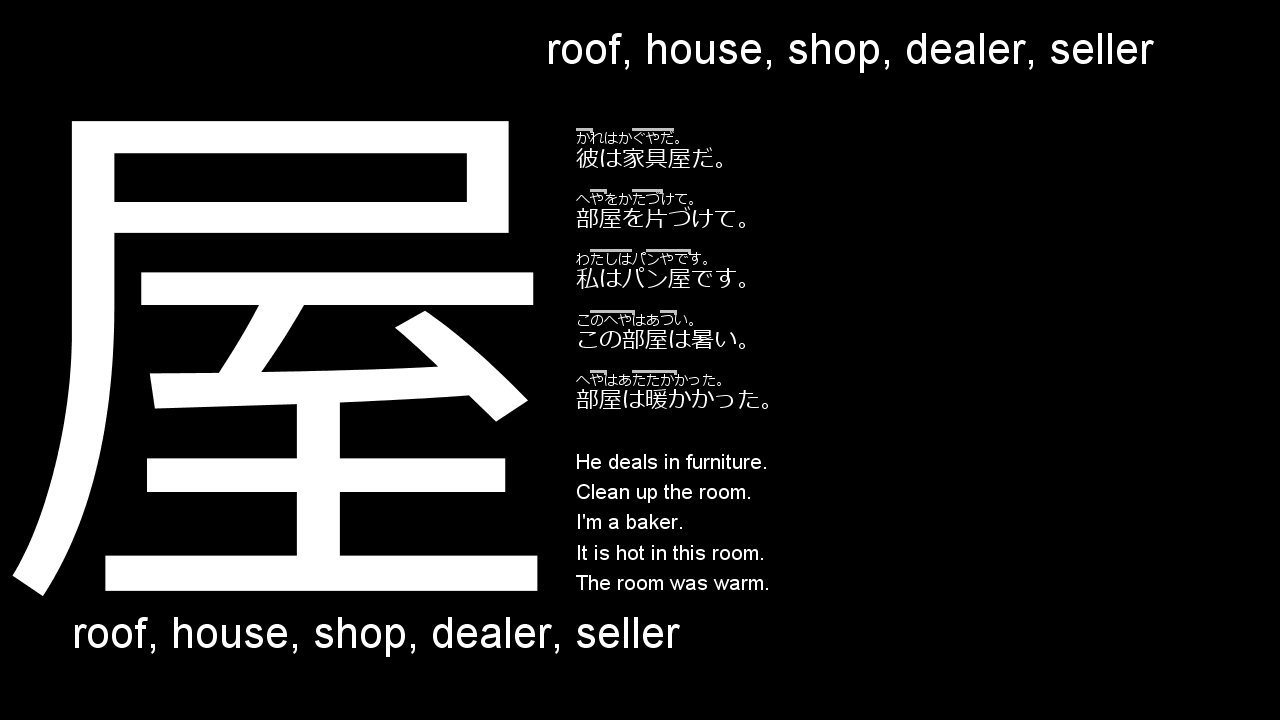 roof, house, shop, dealer, seller
屋
かれはかぐやだ。
彼は家具屋だ。
へやをかたづけて。
部屋を片づけて。
わたしはパンやです。
私はパン屋です。
このへやはあつい。
この部屋は暑い。
へやはあたたかかった。
部屋は暖かかった。
He deals in furniture.
Clean up the room.
I'm a baker.
It is hot in this room.
The room was warm.
roof, house, shop, dealer, seller